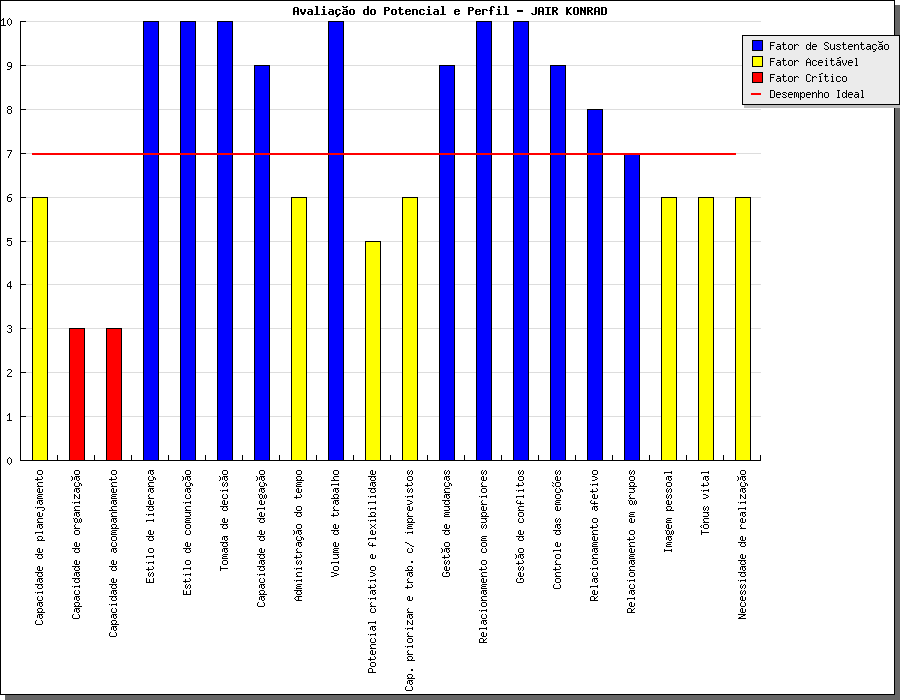 Avaliação do Potencial e Perfil - JAIR KONRAD
Fator de Sustentação
Fator Aceitável
Fator Crítico
Desempenho Ideal
10
9
8
7
6
5
4
3
2
1
0
Capacidade de planejamento
Capacidade de organização
Capacidade de acompanhamento
Estilo de liderança
Estilo de comunicação
Tomada de decisão
Capacidade de delegação
Administração do tempo
Volume de trabalho
Potencial criativo e flexibilidade
Cap. priorizar e trab. c/ imprevistos
Gestão de mudanças
Relacionamento com superiores
Gestão de conflitos
Controle das emoções
Relacionamento afetivo
Relacionamento em grupos
Imagem pessoal
Tônus vital
Necessidade de realização